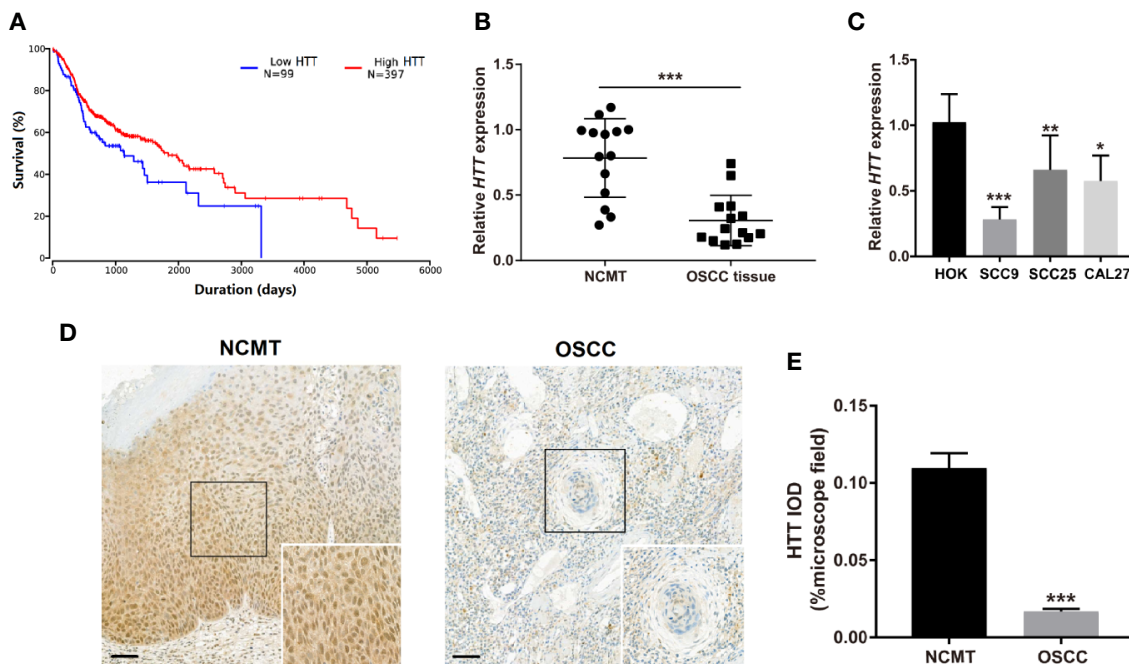 A
Low HTT
N=99
High HTT
N=397
Survival (%)
100
80
60
40
20
0
0
1000
2000
3000
4000
5000
6000
Duration (days)
B
***
Relative HTT expression
1.5
1.0
0.5
0.0
NCMT
OSCC tissue
C
Relative HTT expression
1.5
1.0
0.5
0.0
***
**
*
HOK
SCC9
SCC25
CAL27
D
NCMT
OSCC
E
HTT IOD
(%microscope field)
0.15
0.10
0.05
0.00
***
NCMT
OSCC